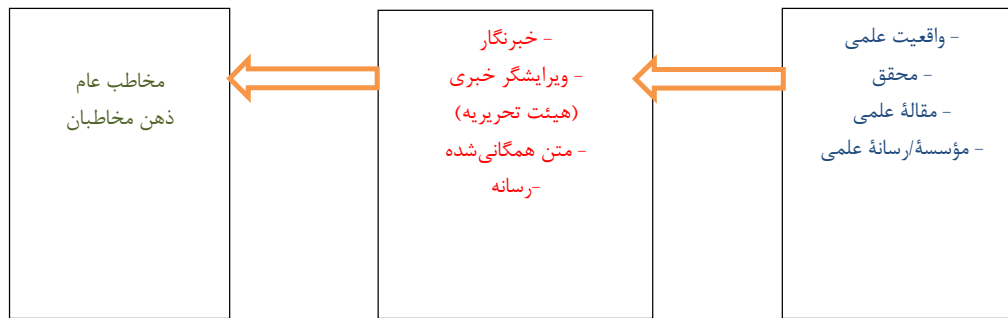 - واقعیت علمی
- محقق
- مقالهٔ علمی
- مؤسسهٔ/رسانهٔ علمی
- خبرنگار
- ویرایشگر خبری
(هیئت تحریریه)
- متن همگانی‌شده
-رسانه
مخاطب عام
ذهن مخاطبان